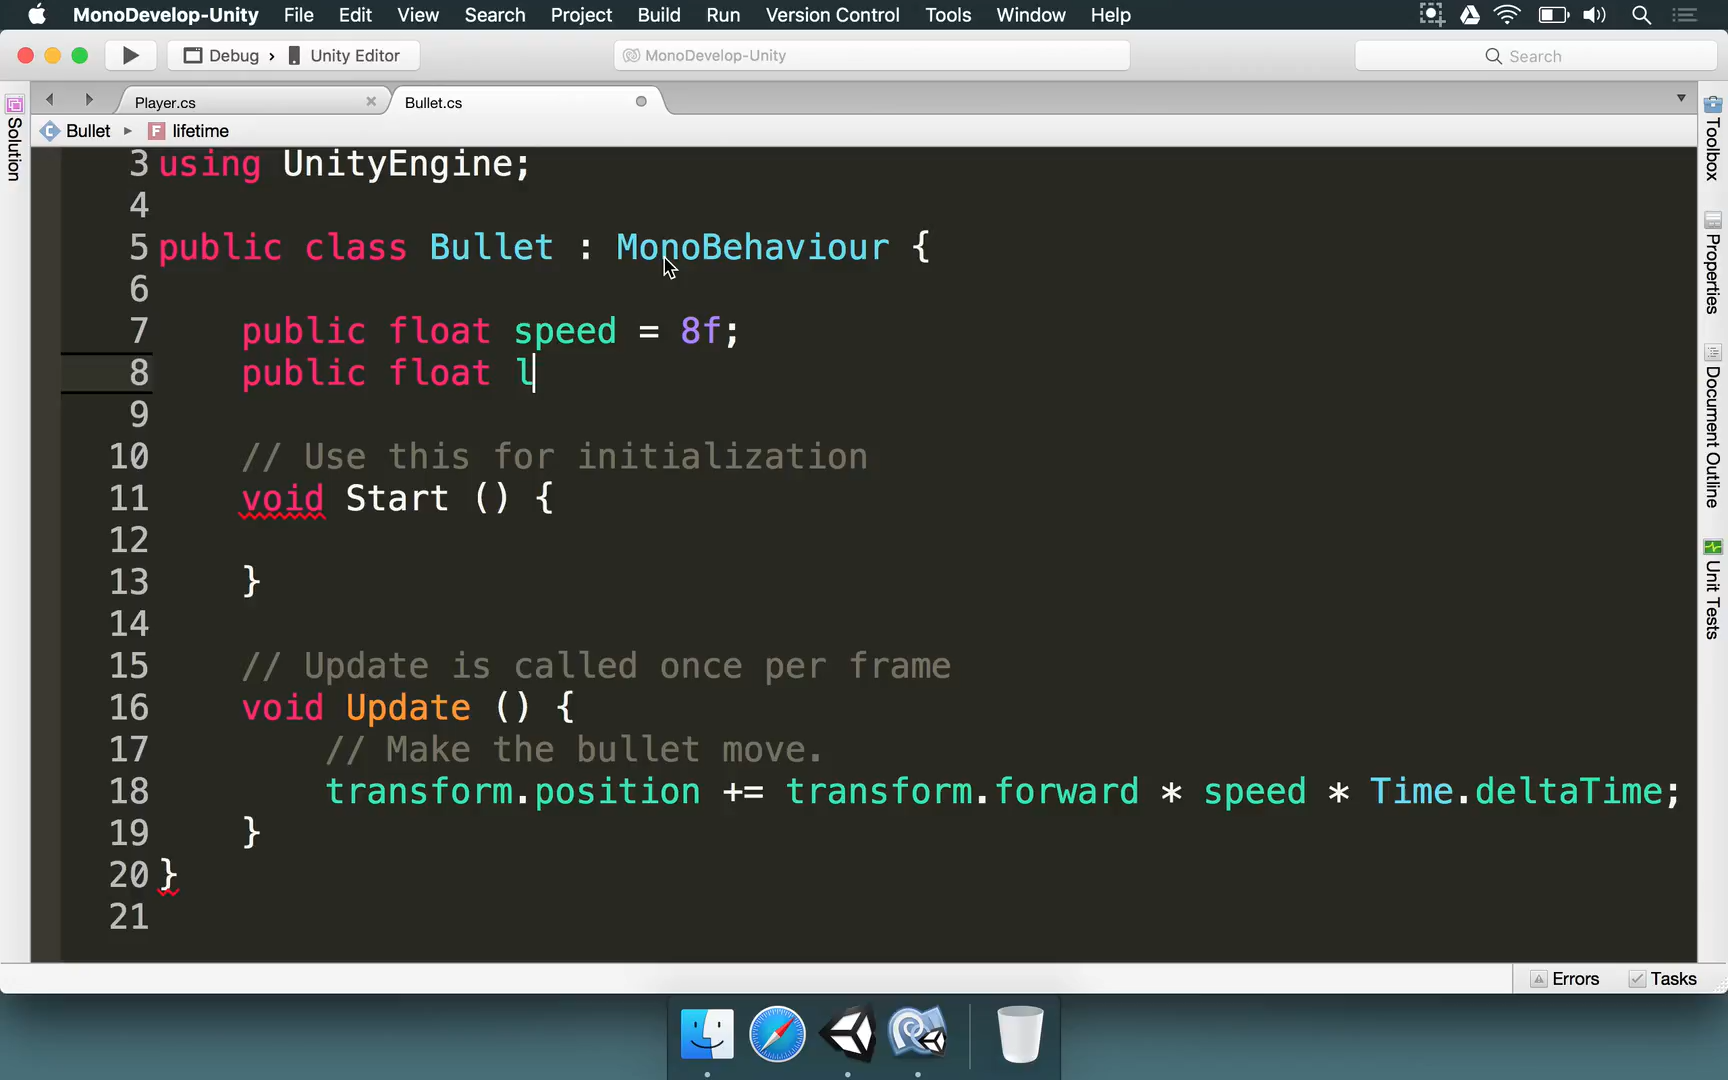 MonoDevelop-Unity File Edit View Search Project Build Run Version Control Tools Window Help
Debug › Unity Editor MonoDevelop-Unity Search
Player.cs Bullet.cs
Bullet lifetime
Solution
Toolbox
Properties
Document Outline
Unit Tests
3 using UnityEngine;
4
5 public class Bullet : MonoBehaviour {
6
7 public float speed = 8f;
8 public float l
9
10 // Use this for initialization
11 void Start () {
12
13 }
14
15 // Update is called once per frame
16 void Update () {
17 // Make the bullet move.
18 transform.position += transform.forward * speed * Time.deltaTime;
19 }
20 }
21
Errors Tasks